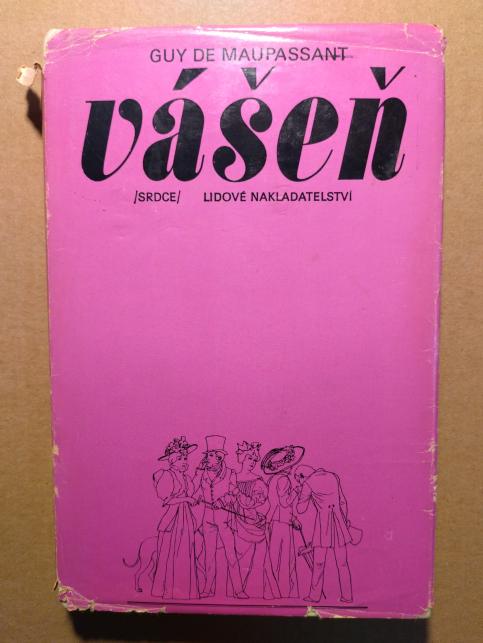 GUY DE MAUPASSANT
vášeň
/SRDCE/ LIDOVÉ NAKLADATELSTVÍ